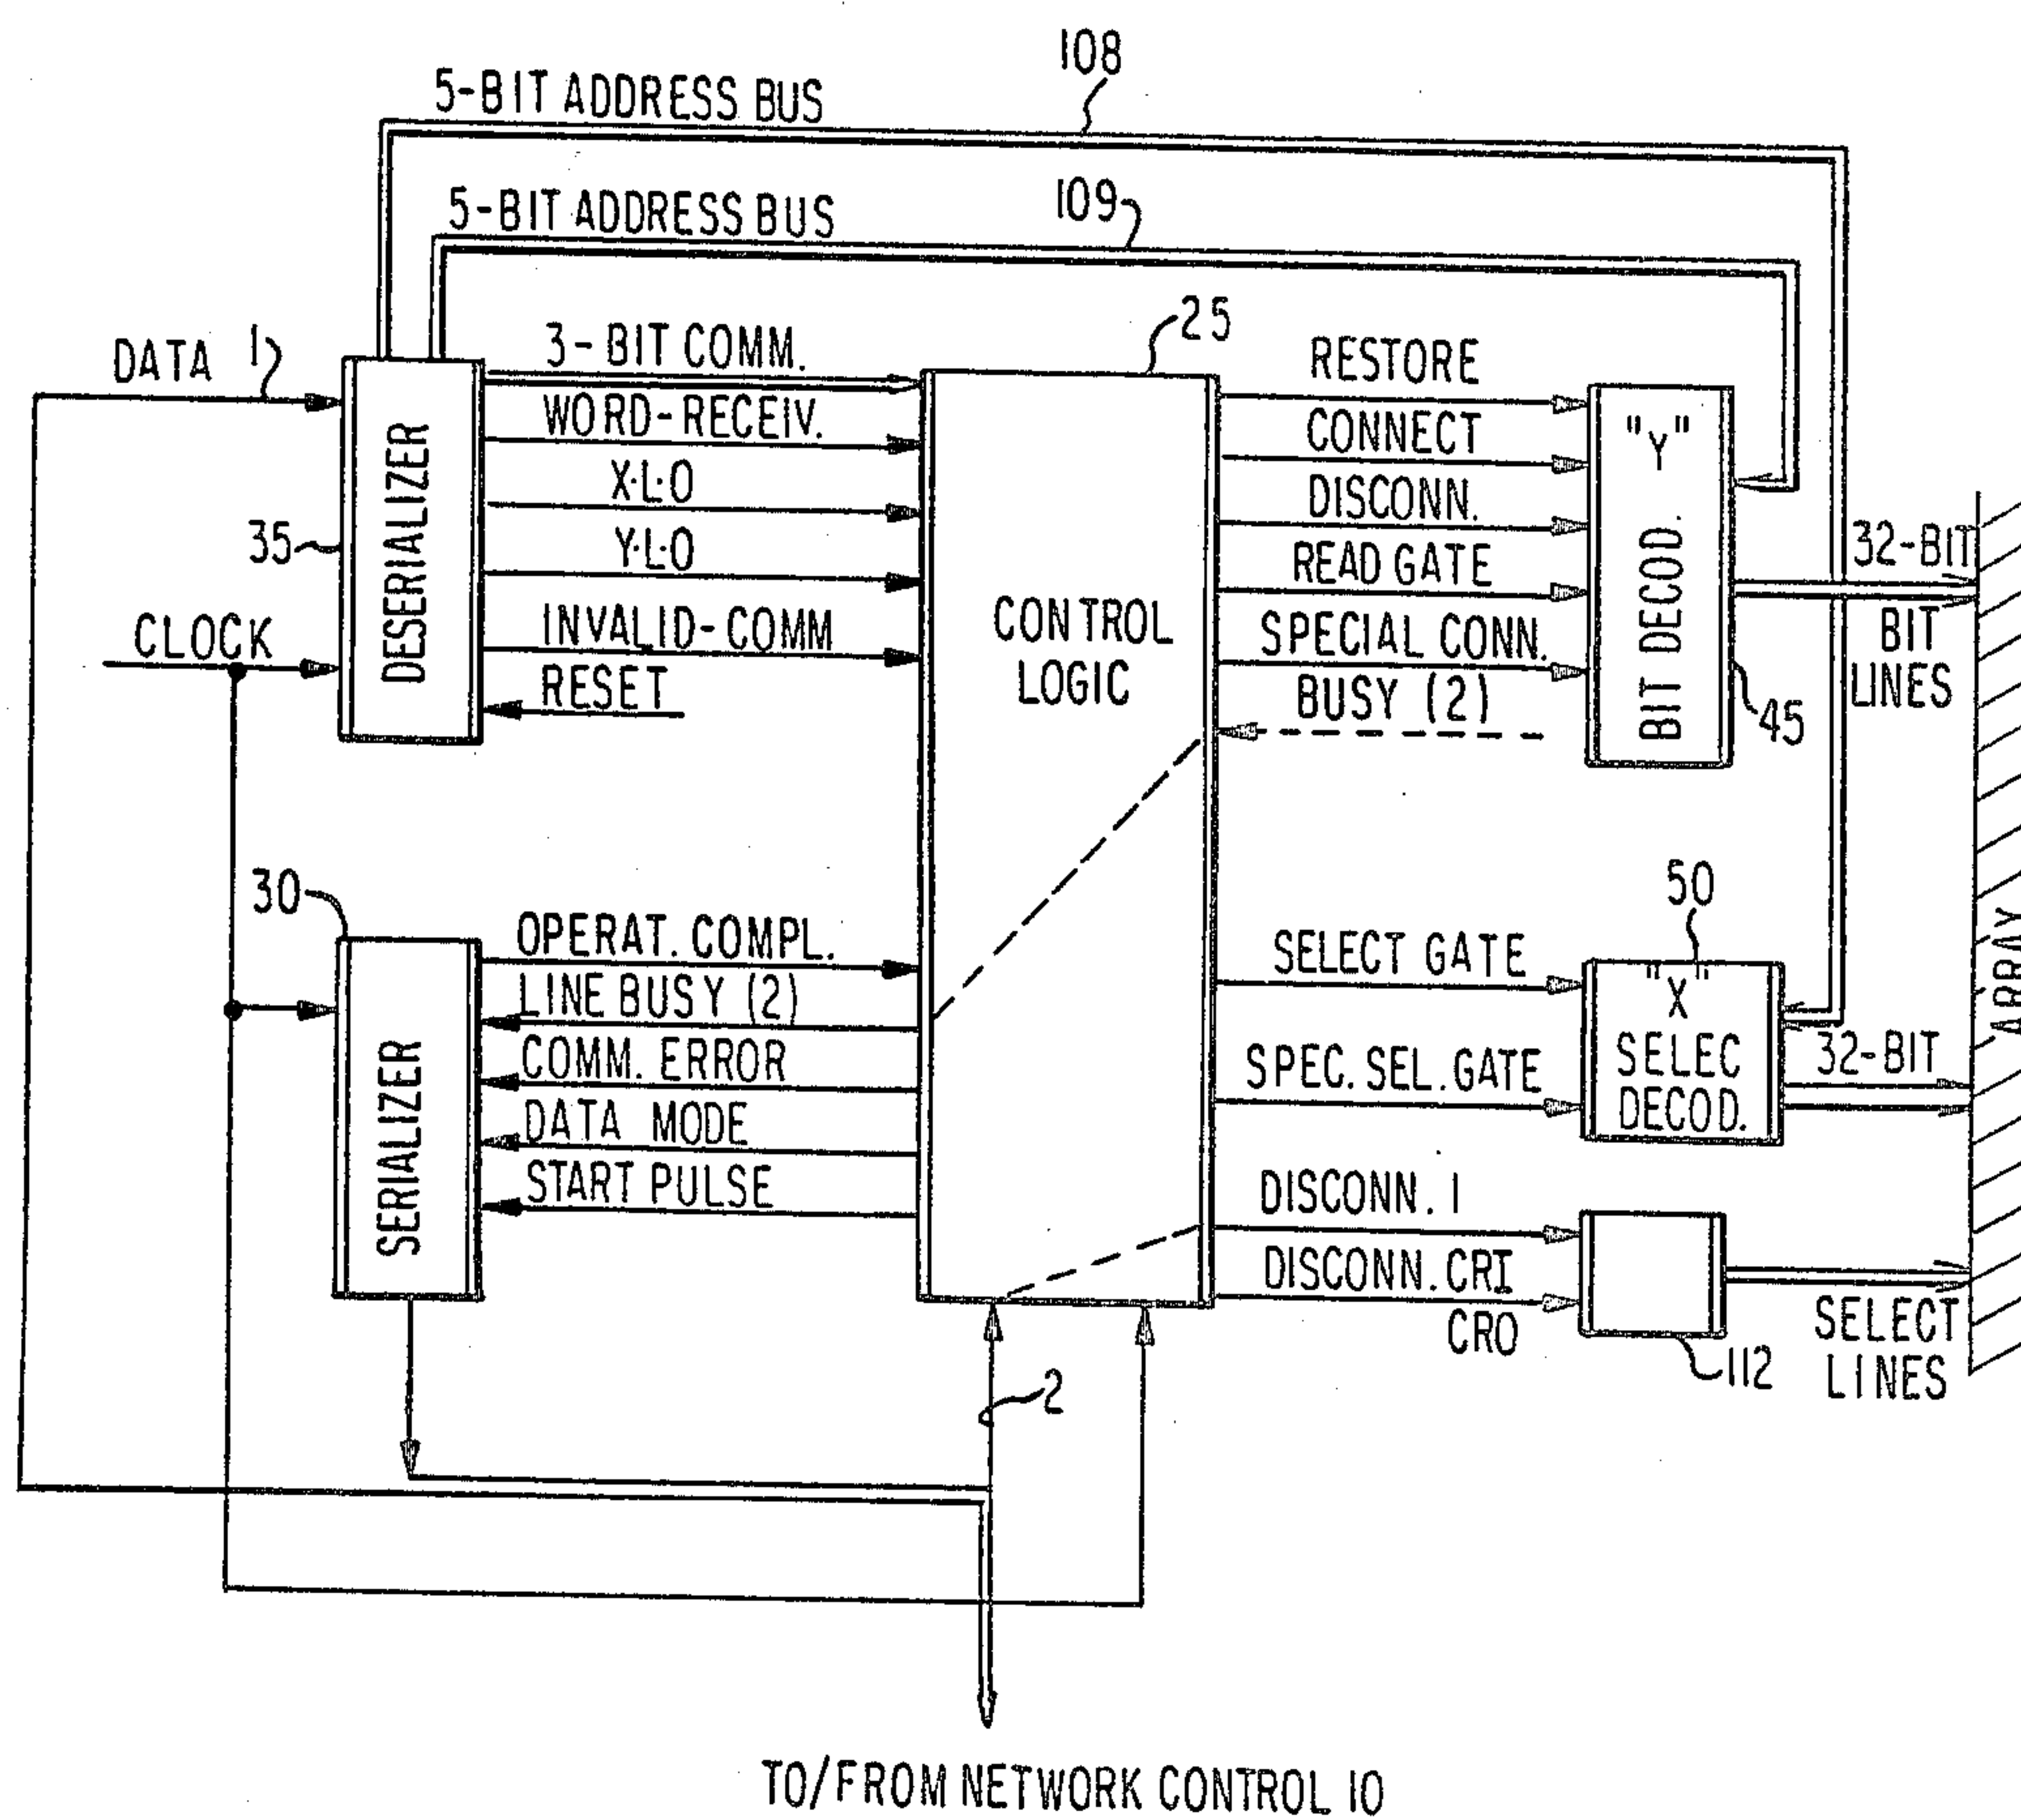 108
5-BIT ADDRESS BUS
109
5-BIT ADDRESS BUS
25
DATA 1
3-BIT COMM.
WORD-RECEIV.
X·L·O
Y·L·O
INVALID-COMM
RESET
35
DESERIALIZER
CLOCK
CONTROL
LOGIC
RESTORE
CONNECT
DISCONN.
READ GATE
SPECIAL CONN.
BUSY (2)
"Y"
BIT DECOD.
45
32-BIT
BIT
LINES
30
SERIALIZER
OPERAT. COMPL.
LINE BUSY (2)
COMM. ERROR
DATA MODE
START PULSE
50
SELECT GATE
SPEC. SEL. GATE
"X"
SELEC
DECOD.
32-BIT
ARRAY
DISCONN. 1
DISCONN. CRI
CRO
112
SELECT
LINES
2
TO/FROM NETWORK CONTROL 10